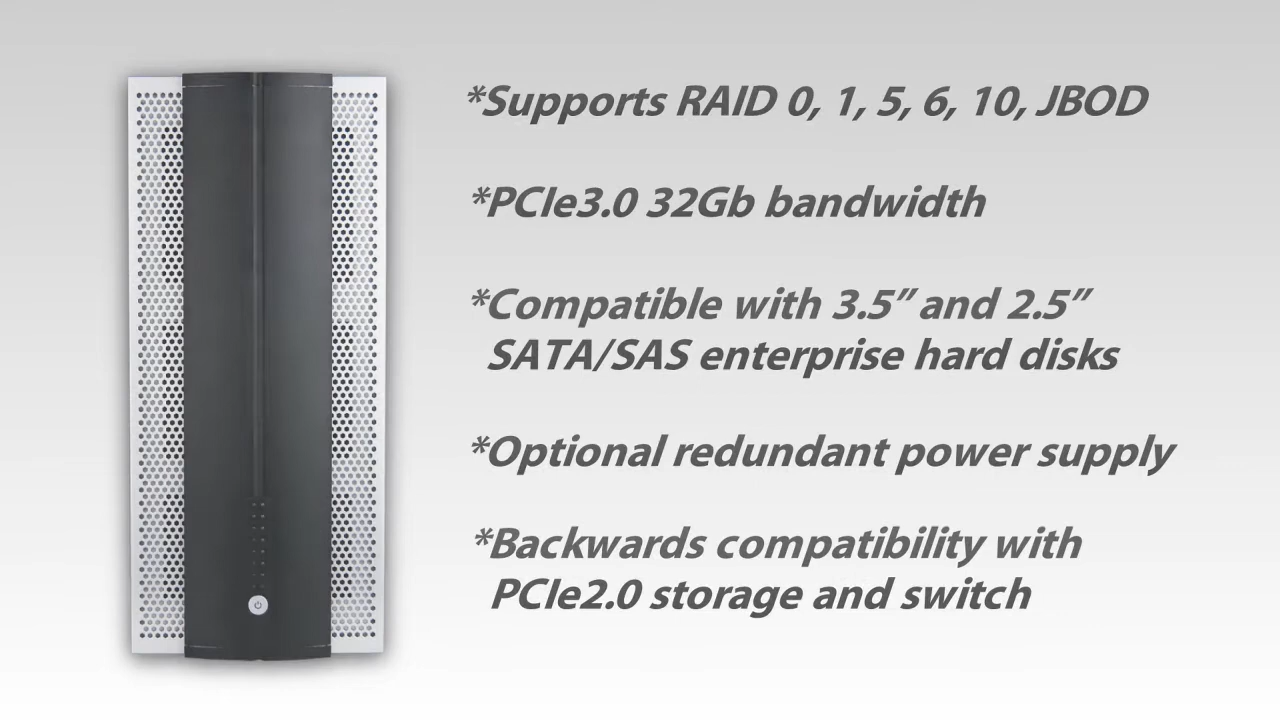 *Supports RAID 0, 1, 5, 6, 10, JBOD
*PCIe3.0 32Gb bandwidth
*Compatible with 3.5” and 2.5”
SATA/SAS enterprise hard disks
*Optional redundant power supply
*Backwards compatibility with
PCIe2.0 storage and switch